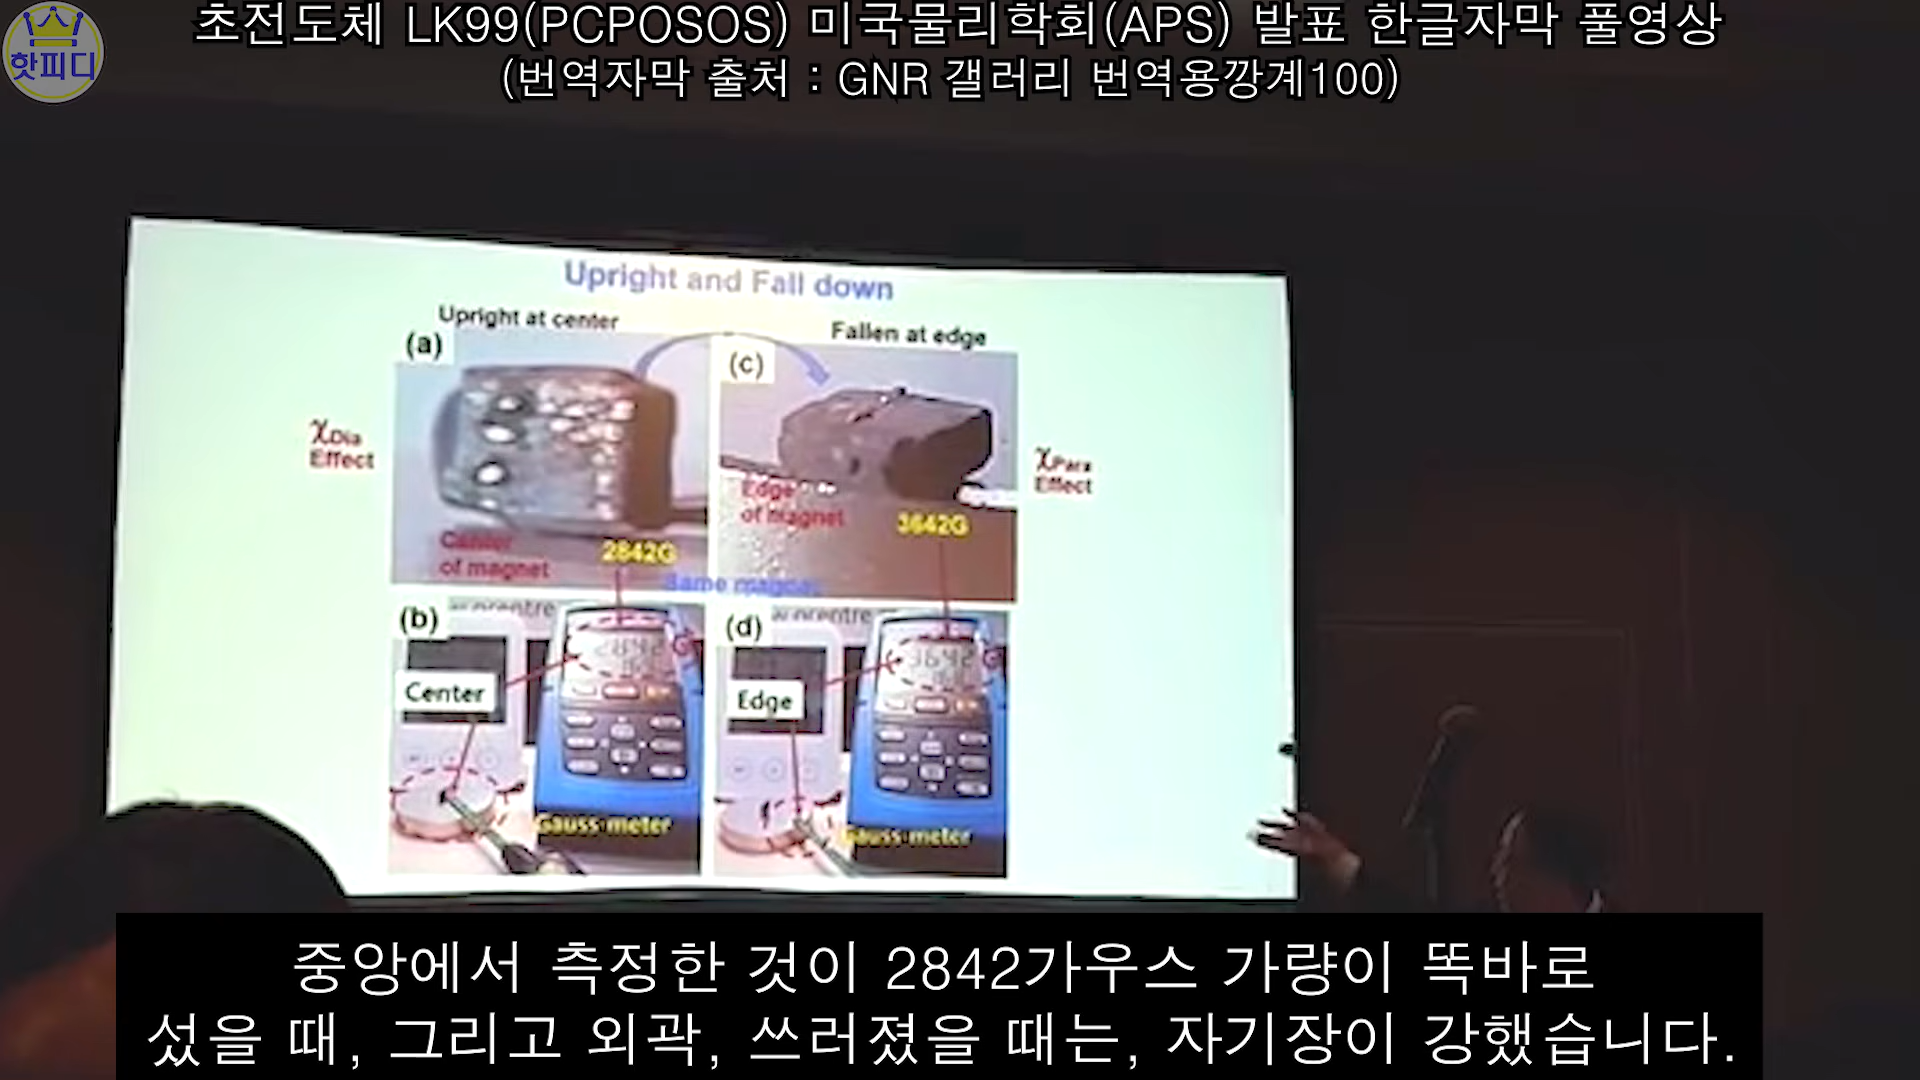 초전도체 LK99(PCPOSOS) 미국물리학회(APS) 발표 한글자막 풀영상
(번역자막 출처 : GNR 갤러리 번역용깡계100)
핫피디
Upright and Fall down
Upright at center
Fallen at edge
(a)
(c)
χDia
Effect
χPara
Effect
Center
of magnet
2842G
Edge
of magnet
3642G
Same magnet
(b)
(d)
2842
3642
Center
Edge
Gauss-meter
Gauss-meter
중앙에서 측정한 것이 2842가우스 가량이 똑바로
섰을 때, 그리고 외곽, 쓰러졌을 때는, 자기장이 강했습니다.